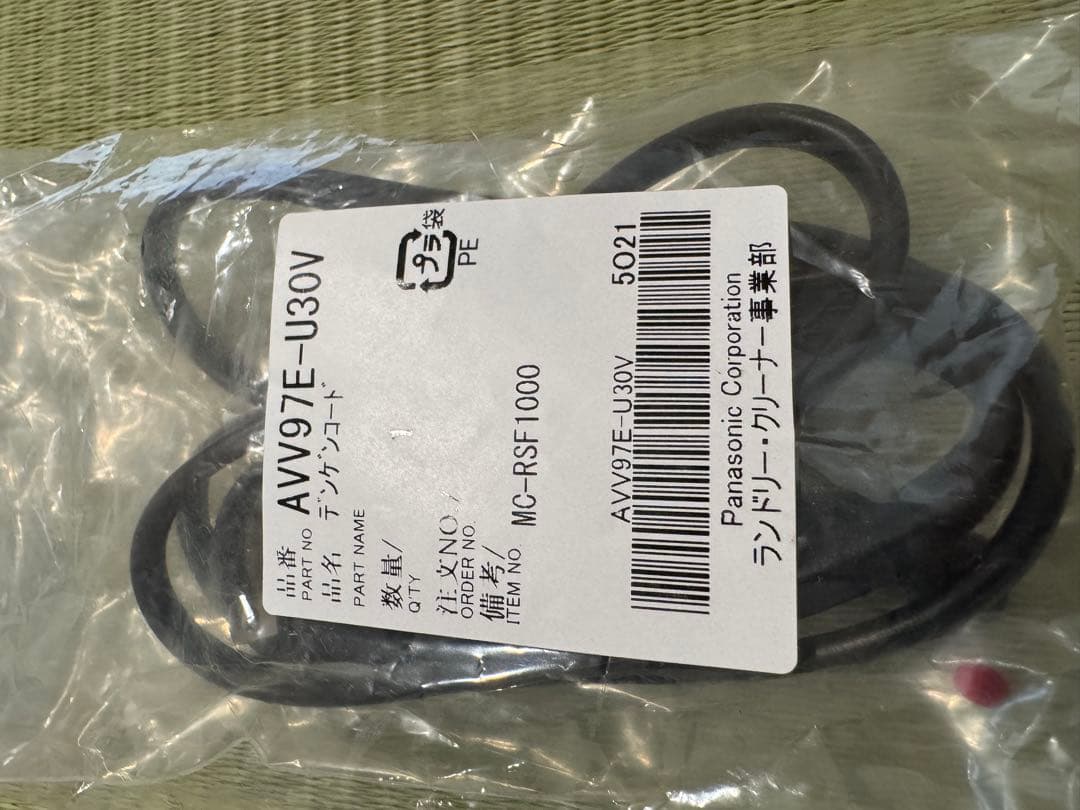 品番 AVV97E-U30V
PART NO
品名 デンゲンコード
PART NAME
プラ 袋
PE
数量/
Q'TY
注文NO/
ORDER NO.
備考/
ITEM NO.
MC-RSF1000
AVV97E-U30V 5021
Panasonic Corporation
ランドリー・クリーナー事業部